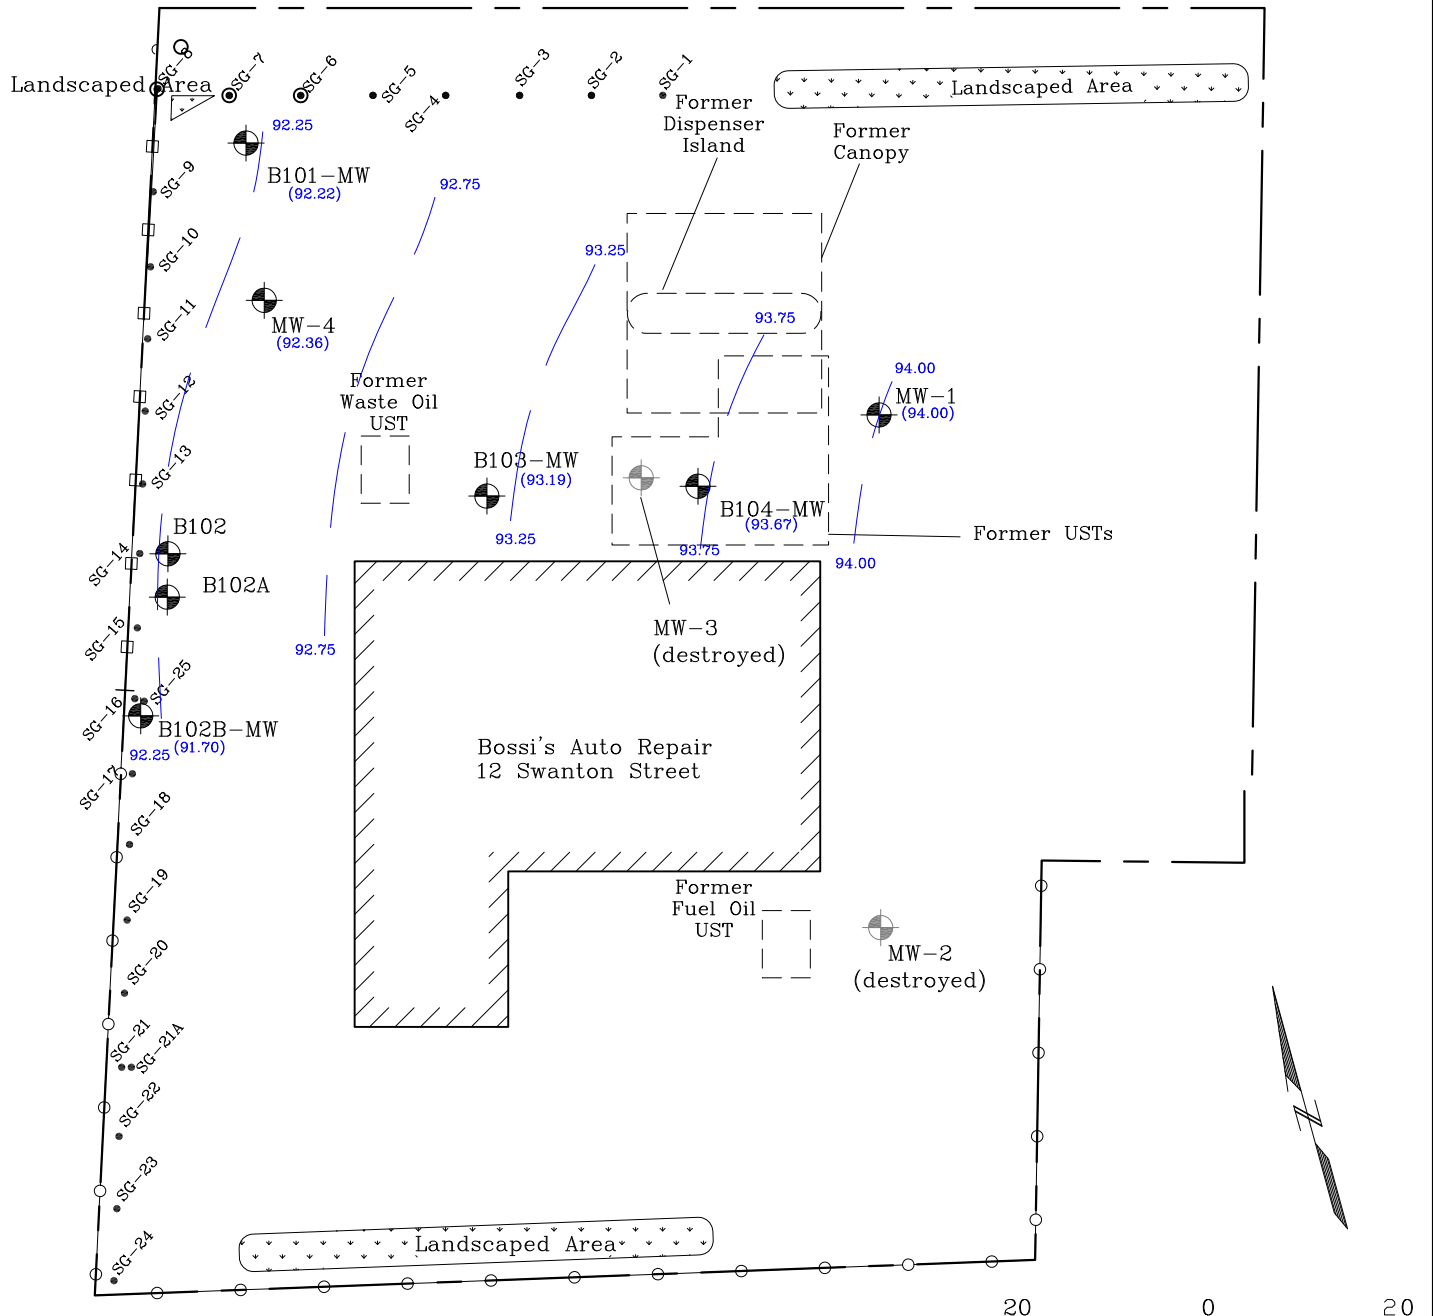 SG-8
SG-7
SG-6
SG-5
SG-4
SG-3
SG-2
SG-1
Landscaped Area
Landscaped Area
Former
Dispenser
Island
Former
Canopy
92.25
B101-MW
(92.22)
92.75
SG-9
SG-10
93.25
SG-11
MW-4
(92.36)
93.75
94.00
MW-1
(94.00)
SG-12
Former
Waste Oil
UST
SG-13
B103-MW
(93.19)
B104-MW
(93.67)
B102
93.25
93.75
94.00
Former USTs
SG-14
B102A
SG-15
92.75
MW-3
(destroyed)
SG-25
SG-16
B102B-MW
(91.70)
92.25
SG-17
Bossi's Auto Repair
12 Swanton Street
SG-18
SG-19
Former
Fuel Oil
UST
MW-2
(destroyed)
SG-20
SG-21
SG-21A
SG-22
SG-23
SG-24
Landscaped Area
N
20 0 20